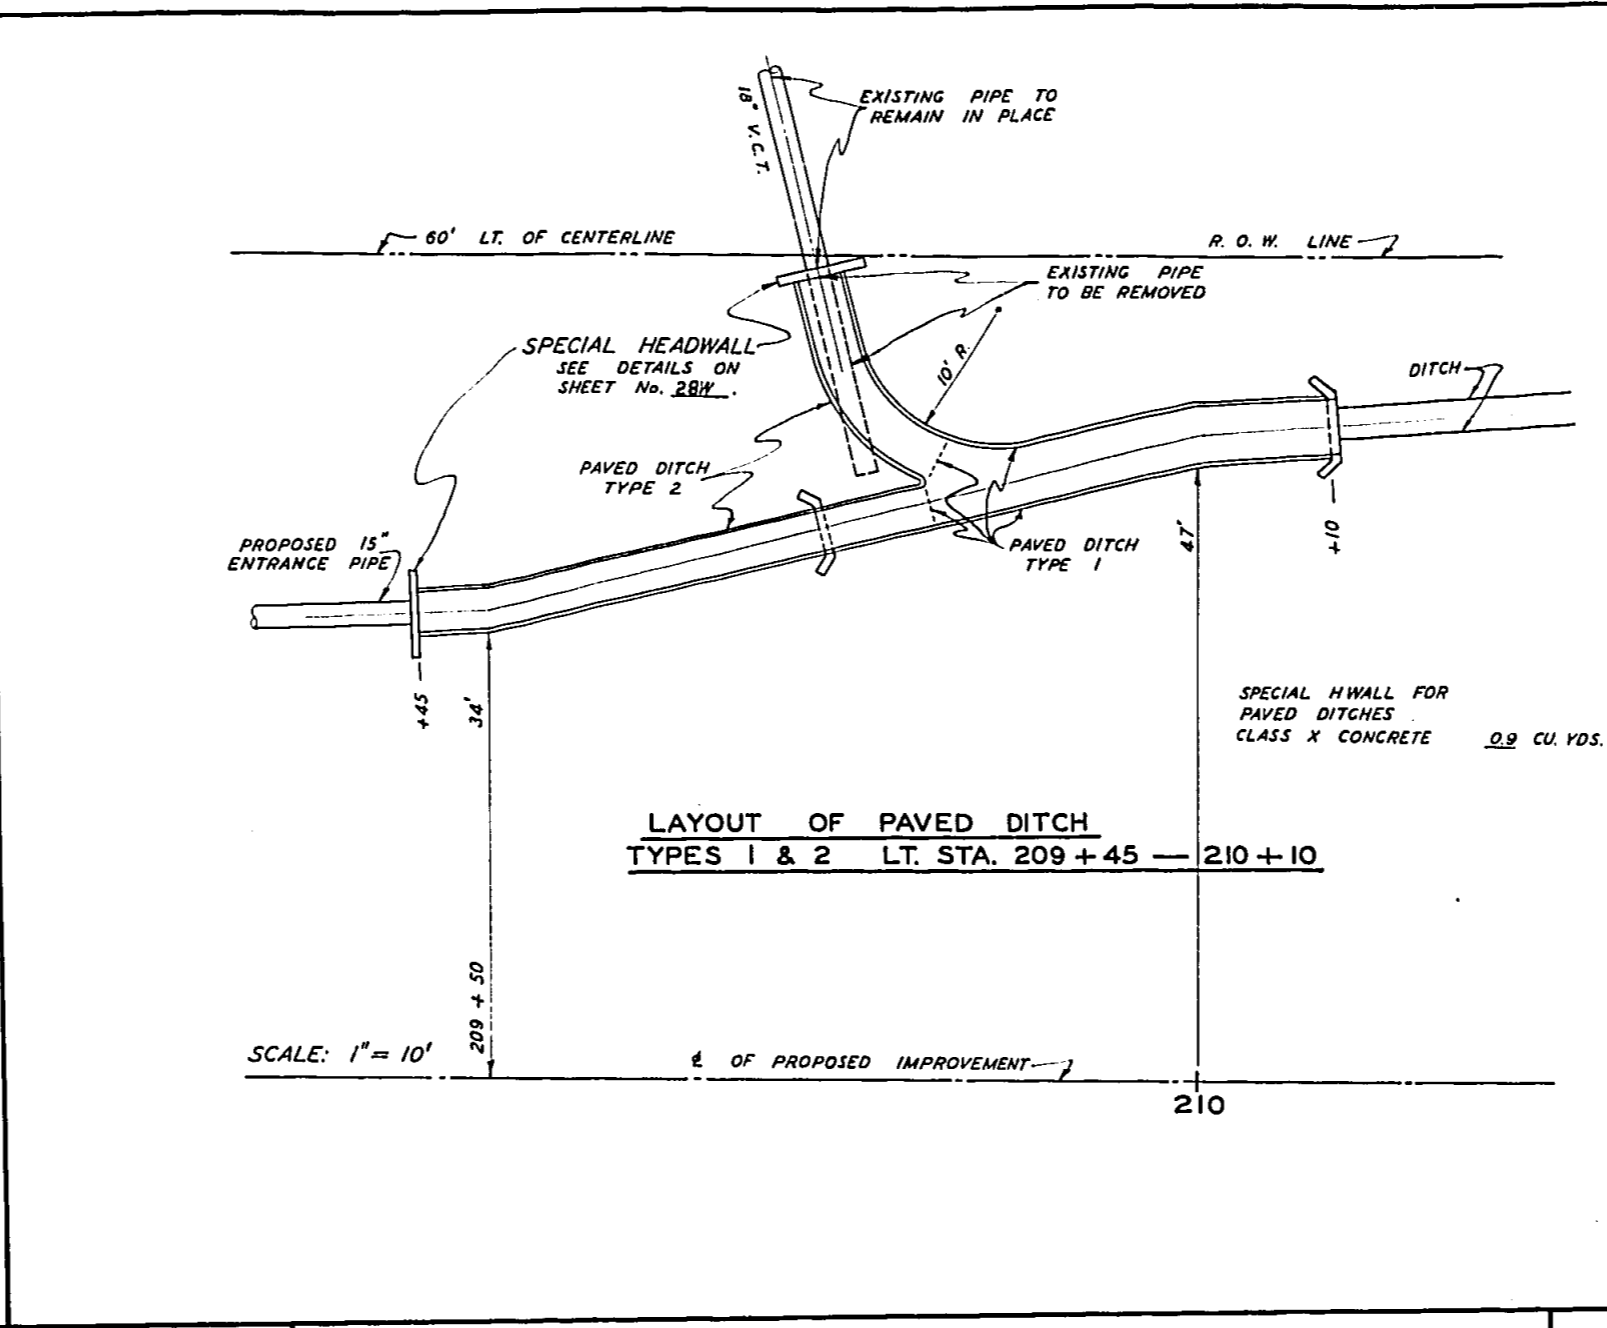 18" V.C.T.
EXISTING PIPE TO
REMAIN IN PLACE
60' LT. OF CENTERLINE
R. O. W. LINE
EXISTING PIPE
TO BE REMOVED
SPECIAL HEADWALL
SEE DETAILS ON
SHEET No. 28W.
10' R.
DITCH
PAVED DITCH
TYPE 2
PROPOSED 15"
ENTRANCE PIPE
PAVED DITCH
TYPE 1
47'
+10
+45
34'
SPECIAL HWALL FOR
PAVED DITCHES
CLASS X CONCRETE 0.9 CU. YDS.
LAYOUT OF PAVED DITCH
TYPES 1 & 2 LT. STA. 209 + 45 — 210 + 10
209 + 50
SCALE: 1" = 10'
℄ OF PROPOSED IMPROVEMENT
210